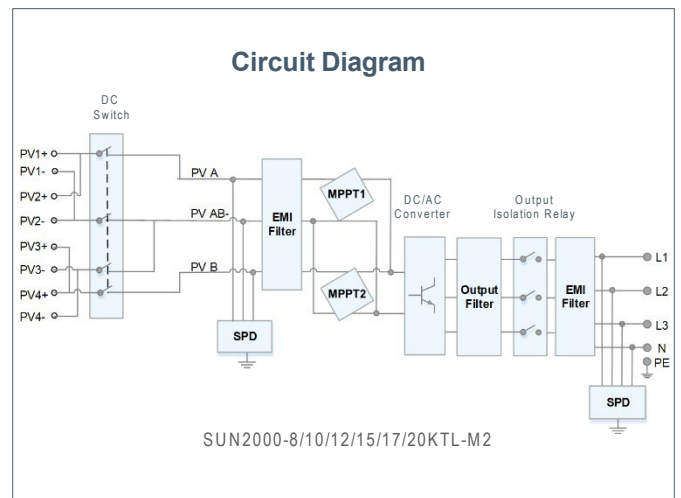 Circuit Diagram
DC
Switch
PV1+
PV1-
PV2+
PV2-
PV3+
PV3-
PV4+
PV4-
PV A
PV AB-
PV B
EMI
Filter
SPD
MPPT1
MPPT2
DC/AC
Converter
Output
Filter
Output
Isolation Relay
EMI
Filter
L1
L2
L3
N
PE
SPD
SUN2000-8/10/12/15/17/20KTL-M2